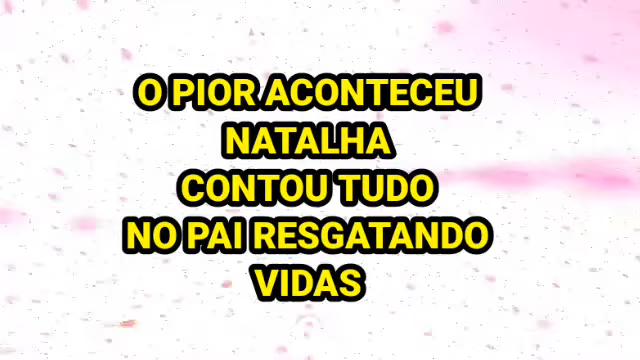 O PIOR ACONTECEU
NATALHA
CONTOU TUDO
NO PAI RESGATANDO
VIDAS